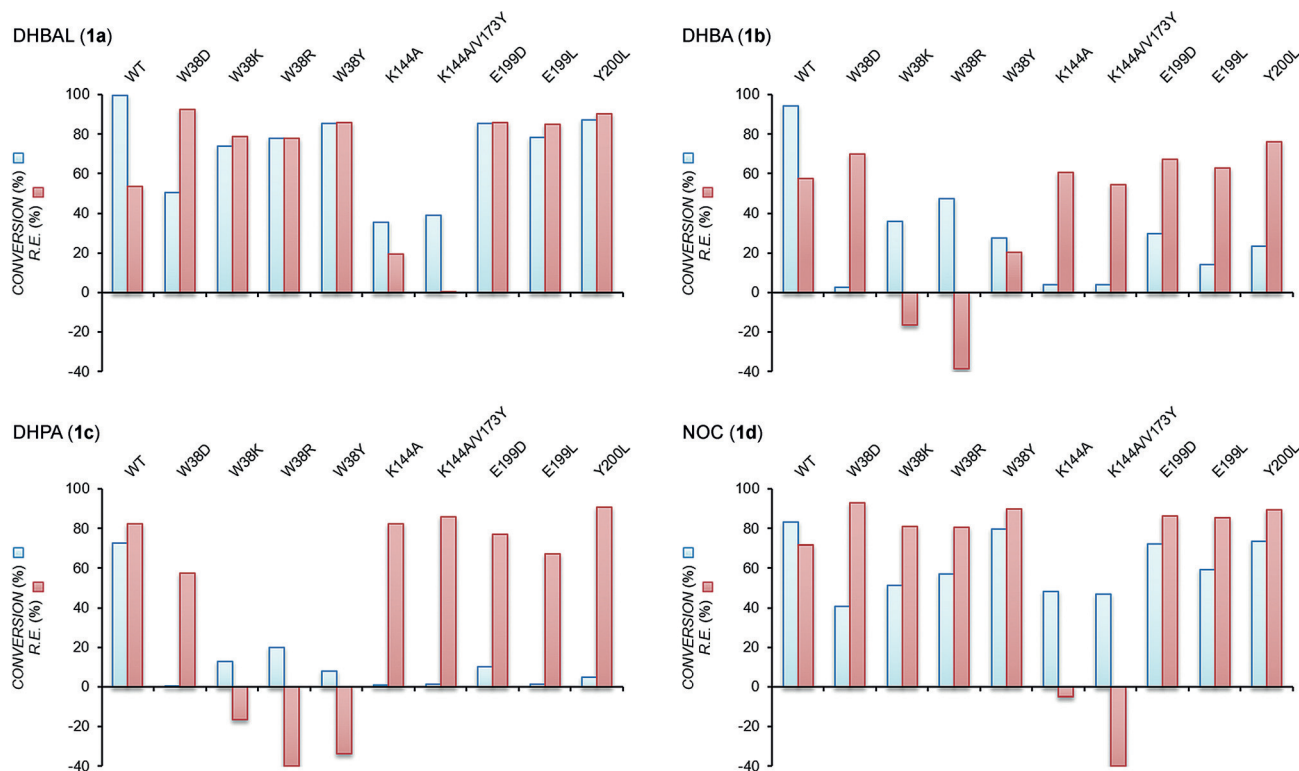 DHBAL (1a)
WT W38D W38K W38R W38Y K144A K144A/V173Y E199D E199L Y200L
CONVERSION (%)
R.E. (%)
100
80
60
40
20
0
-20
-40
DHBA (1b)
WT W38D W38K W38R W38Y K144A K144A/V173Y E199D E199L Y200L
CONVERSION (%)
R.E. (%)
100
80
60
40
20
0
-20
-40
DHPA (1c)
WT W38D W38K W38R W38Y K144A K144A/V173Y E199D E199L Y200L
CONVERSION (%)
R.E. (%)
100
80
60
40
20
0
-20
-40
NOC (1d)
WT W38D W38K W38R W38Y K144A K144A/V173Y E199D E199L Y200L
CONVERSION (%)
R.E. (%)
100
80
60
40
20
0
-20
-40